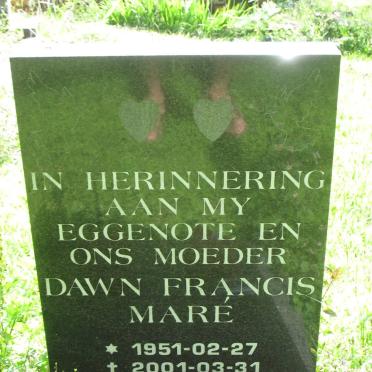 IN HERINNERING
AAN MY
EGGENOTE EN
ONS MOEDER
DAWN FRANCIS
MARÉ
* 1951-02-27
† 2001-03-31